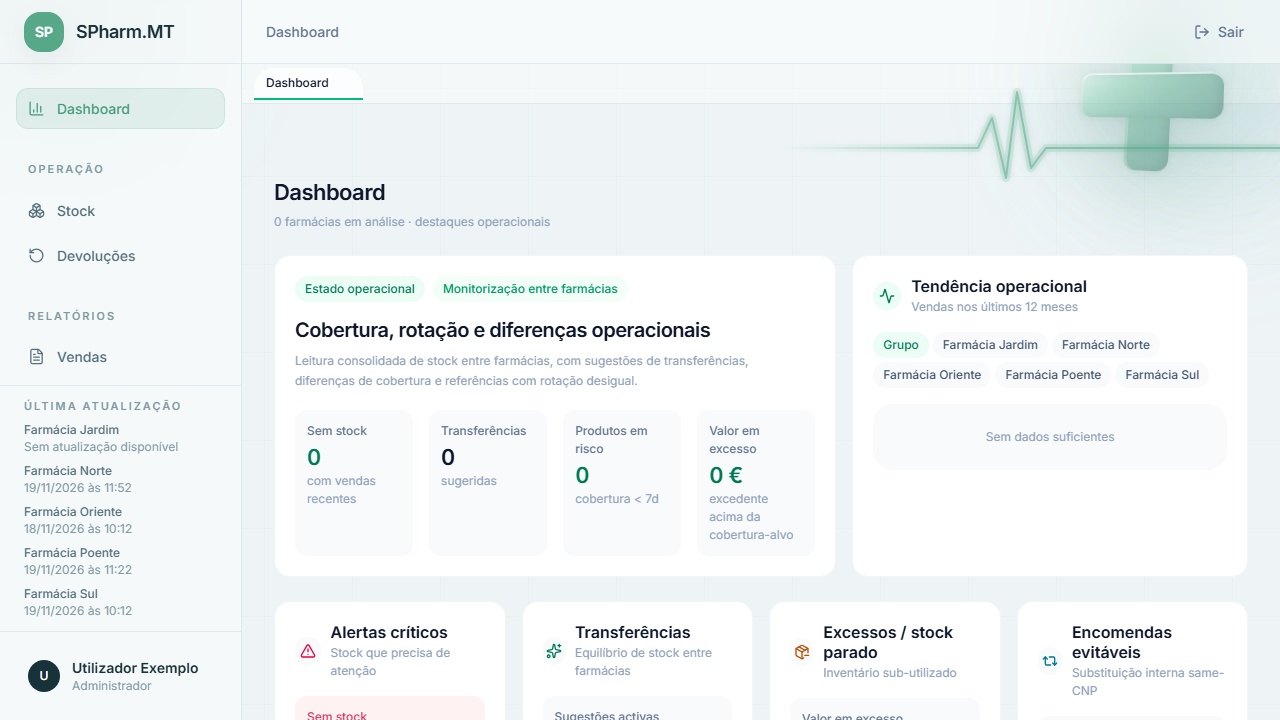 SP
SPharm.MT
Dashboard
OPERAÇÃO
Stock
Devoluções
RELATÓRIOS
Vendas
ÚLTIMA ATUALIZAÇÃO
Farmácia Jardim
Sem atualização disponível
Farmácia Norte
19/11/2026 às 11:52
Farmácia Oriente
18/11/2026 às 10:12
Farmácia Poente
19/11/2026 às 11:22
Farmácia Sul
19/11/2026 às 10:12
U
Utilizador Exemplo
Administrador
Dashboard
Sair
Dashboard
Dashboard
0 farmácias em análise · destaques operacionais
Estado operacional
Monitorização entre farmácias
Cobertura, rotação e diferenças operacionais
Leitura consolidada de stock entre farmácias, com sugestões de transferências,
diferenças de cobertura e referências com rotação desigual.
Sem stock
0
com vendas
recentes
Transferências
0
sugeridas
Produtos em
risco
0
cobertura < 7d
Valor em
excesso
0 €
excedente
acima da
cobertura-alvo
Tendência operacional
Vendas nos últimos 12 meses
Grupo
Farmácia Jardim
Farmácia Norte
Farmácia Oriente
Farmácia Poente
Farmácia Sul
Sem dados suficientes
Alertas críticos
Stock que precisa de
atenção
Sem stock
Transferências
Equilíbrio de stock entre
farmácias
Sugestões activas
Excessos / stock
parado
Inventário sub-utilizado
Valor em excesso
Encomendas
evitáveis
Substituição interna same-
CNP